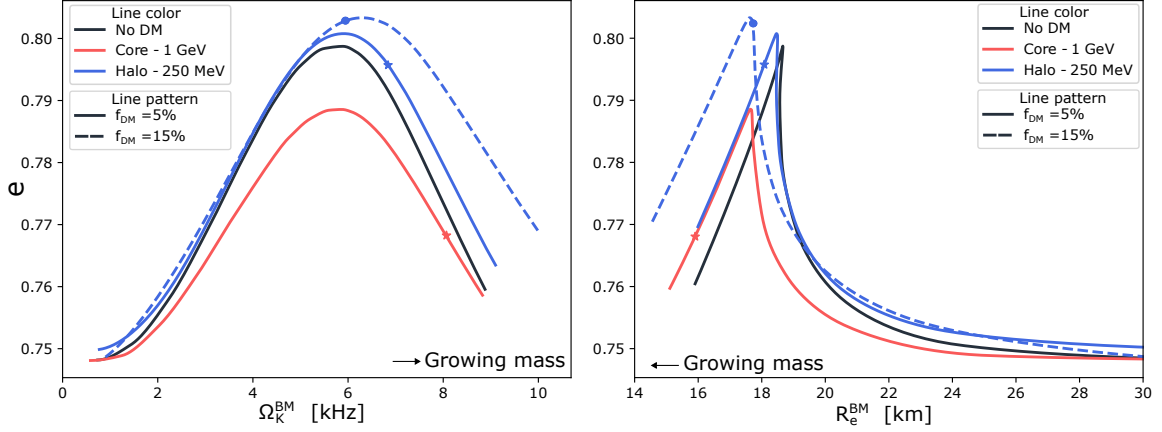 Line color
No DM
Core - 1 GeV
Halo - 250 MeV
Line pattern
f_DM =5%
f_DM =15%
e
0.80
0.79
0.78
0.77
0.76
0.75
0 2 4 6 8 10
Ω_K^BM [kHz]
Growing mass
Line color
No DM
Core - 1 GeV
Halo - 250 MeV
Line pattern
f_DM =5%
f_DM =15%
0.80
0.79
0.78
0.77
0.76
0.75
14 16 18 20 22 24 26 28 30
R_e^BM [km]
Growing mass